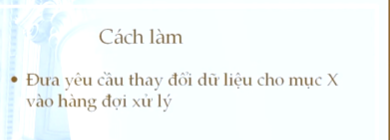 Cách làm
• Đưa yêu cầu thay đổi dữ liệu cho mục X
vào hàng đợi xử lý